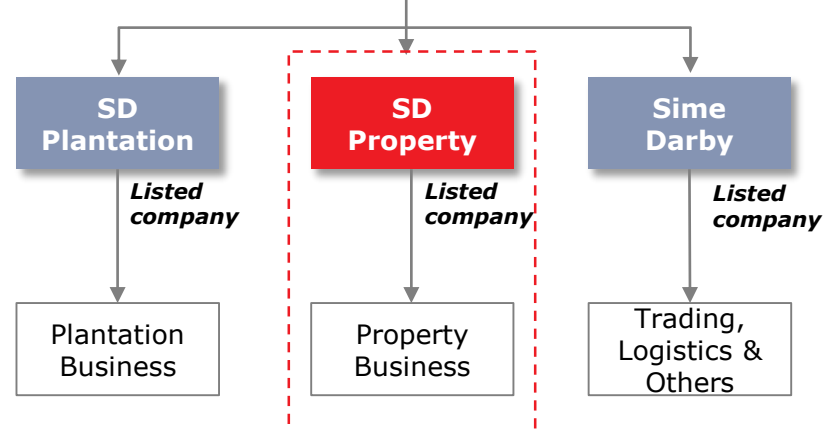 SD
Plantation
SD
Property
Sime
Darby
Listed
company
Listed
company
Listed
company
Plantation
Business
Property
Business
Trading,
Logistics &
Others